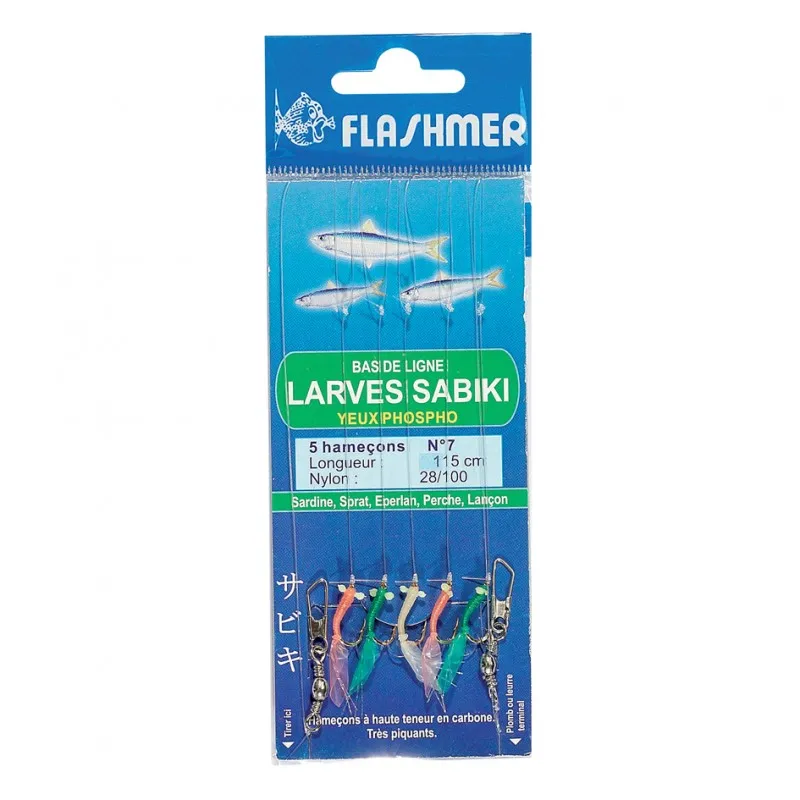 FLASHMER
BAS DE LIGNE
LARVES SABIKI
YEUX PHOSPHO
5 hameçons N°7
Longueur : 115 cm
Nylon : 28/100
Sardine, Sprat, Eperlan, Perche, Lançon
サビキ
Tirer ici
Plomb ou leurre
terminal
Hameçons à haute teneur en carbone.
Très piquants.